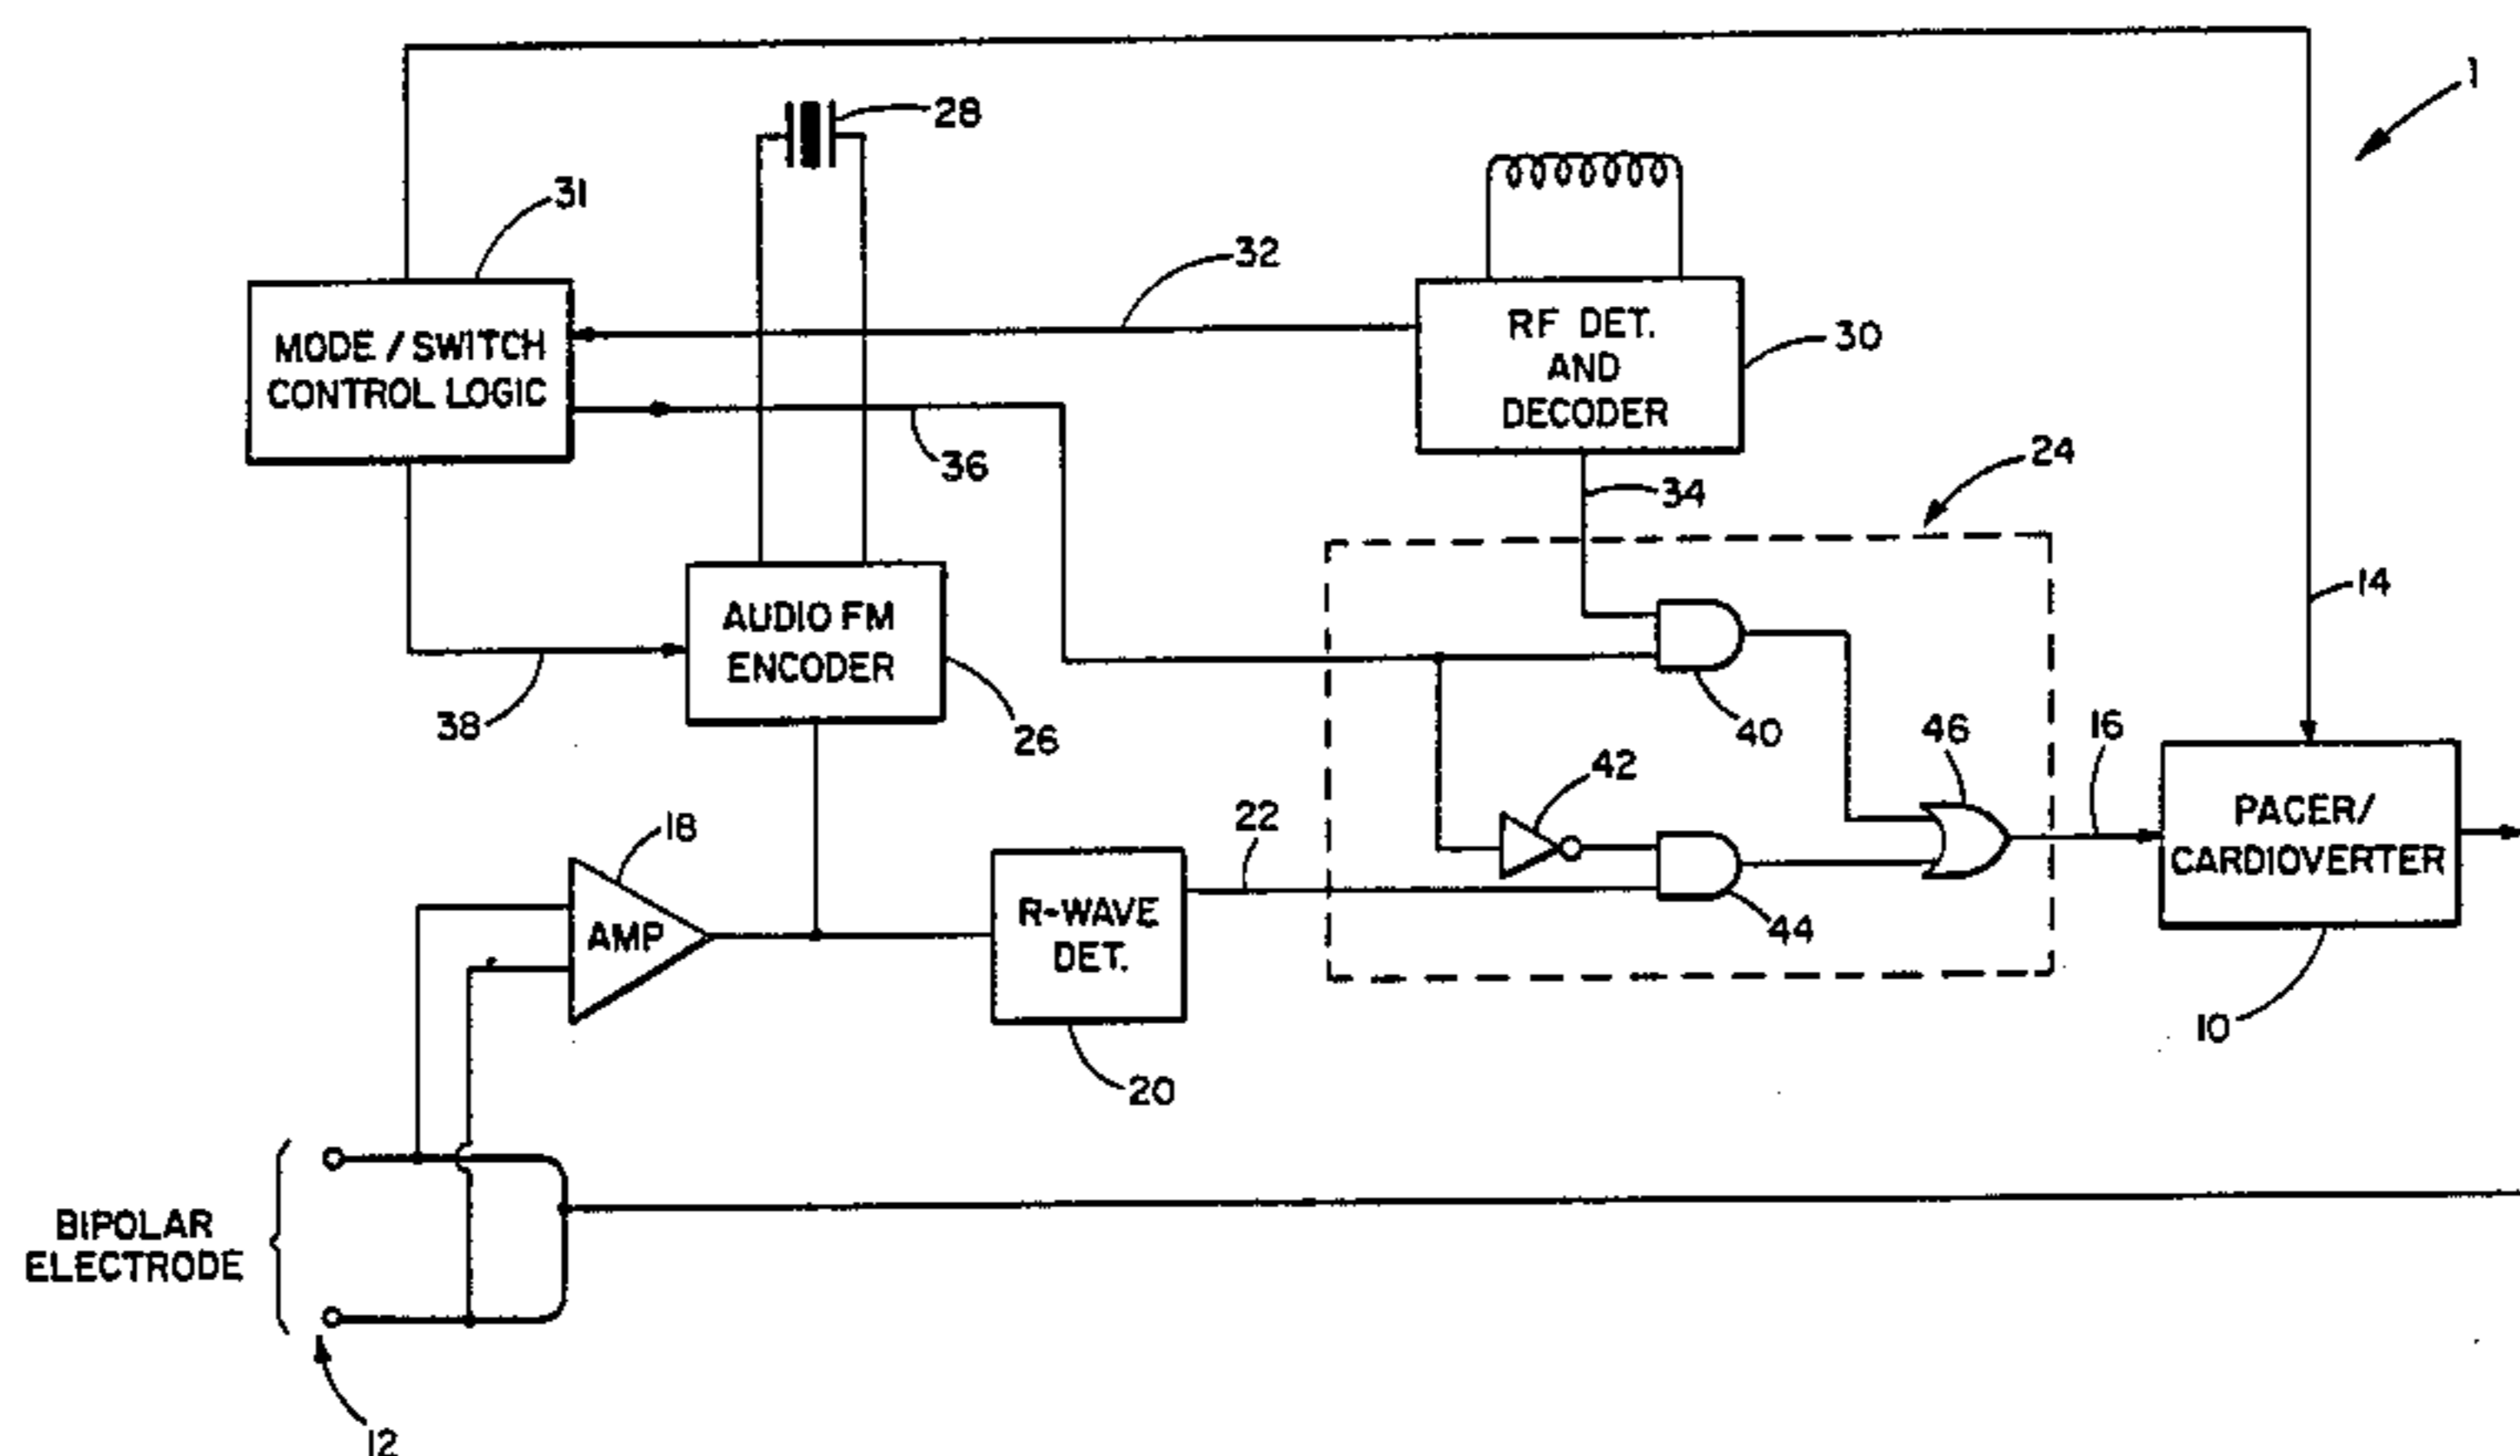 1
28
31
32
MODE / SWITCH
CONTROL LOGIC
RF DET.
AND
DECODER
30
36
34
24
14
AUDIO FM
ENCODER
38
26
40
46
16
42
22
18
AMP
R-WAVE
DET.
44
PACER/
CARDIOVERTER
10
20
BIPOLAR
ELECTRODE
12